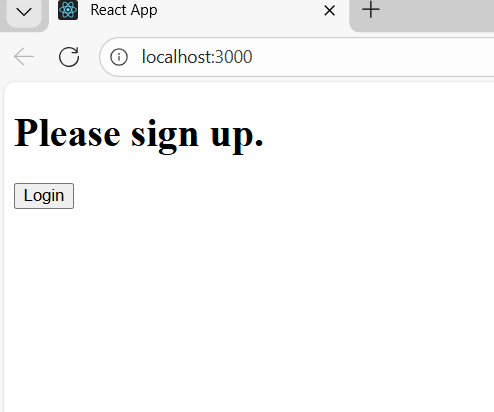 React App
localhost:3000
Please sign up.
Login